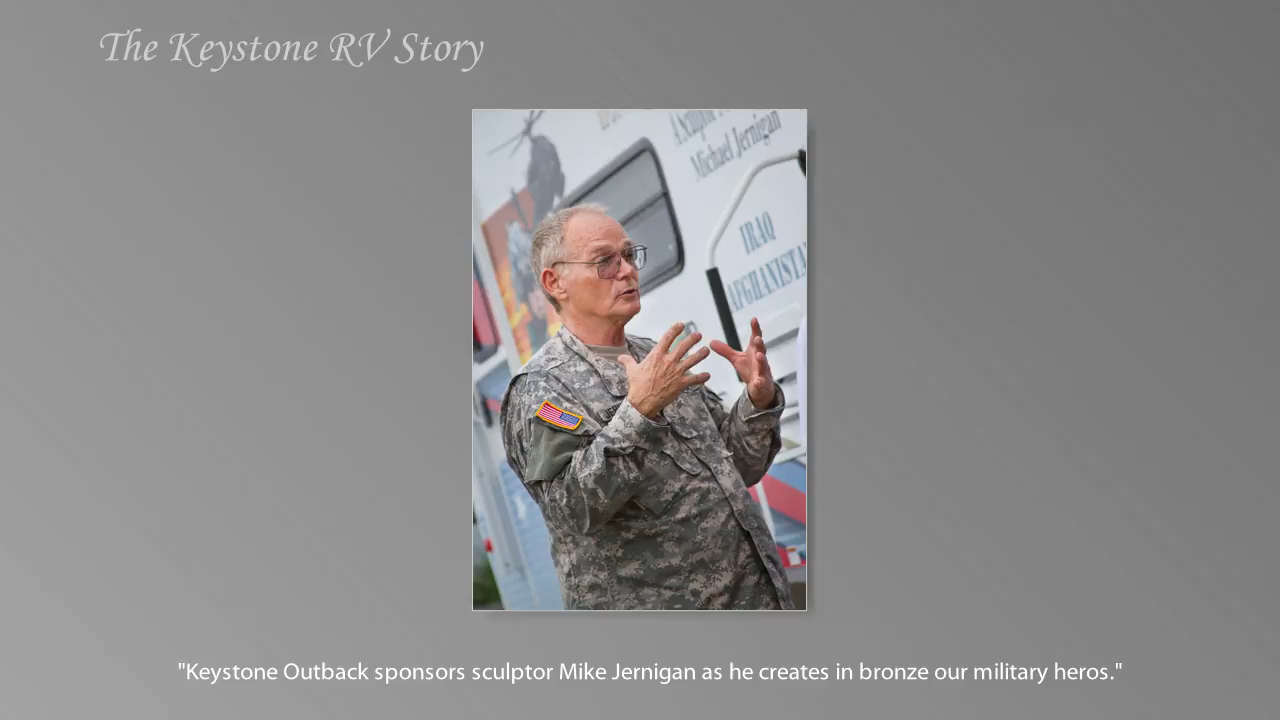 The Keystone RV Story
Michael Jernigan
IRAQ
AFGHANISTA
"Keystone Outback sponsors sculptor Mike Jernigan as he creates in bronze our military heros."